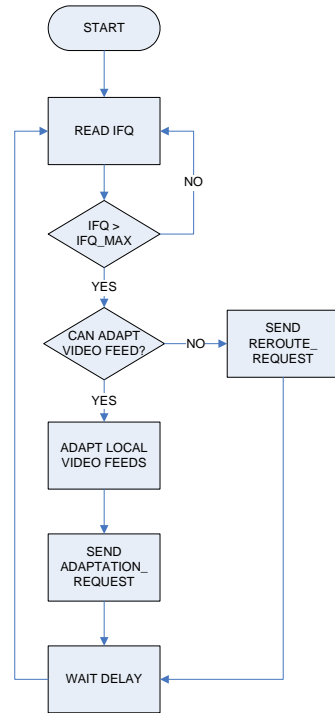 START
READ IFQ
NO
IFQ >
IFQ_MAX
YES
CAN ADAPT
VIDEO FEED?
NO
SEND
REROUTE_
REQUEST
YES
ADAPT LOCAL
VIDEO FEEDS
SEND
ADAPTATION_
REQUEST
WAIT DELAY